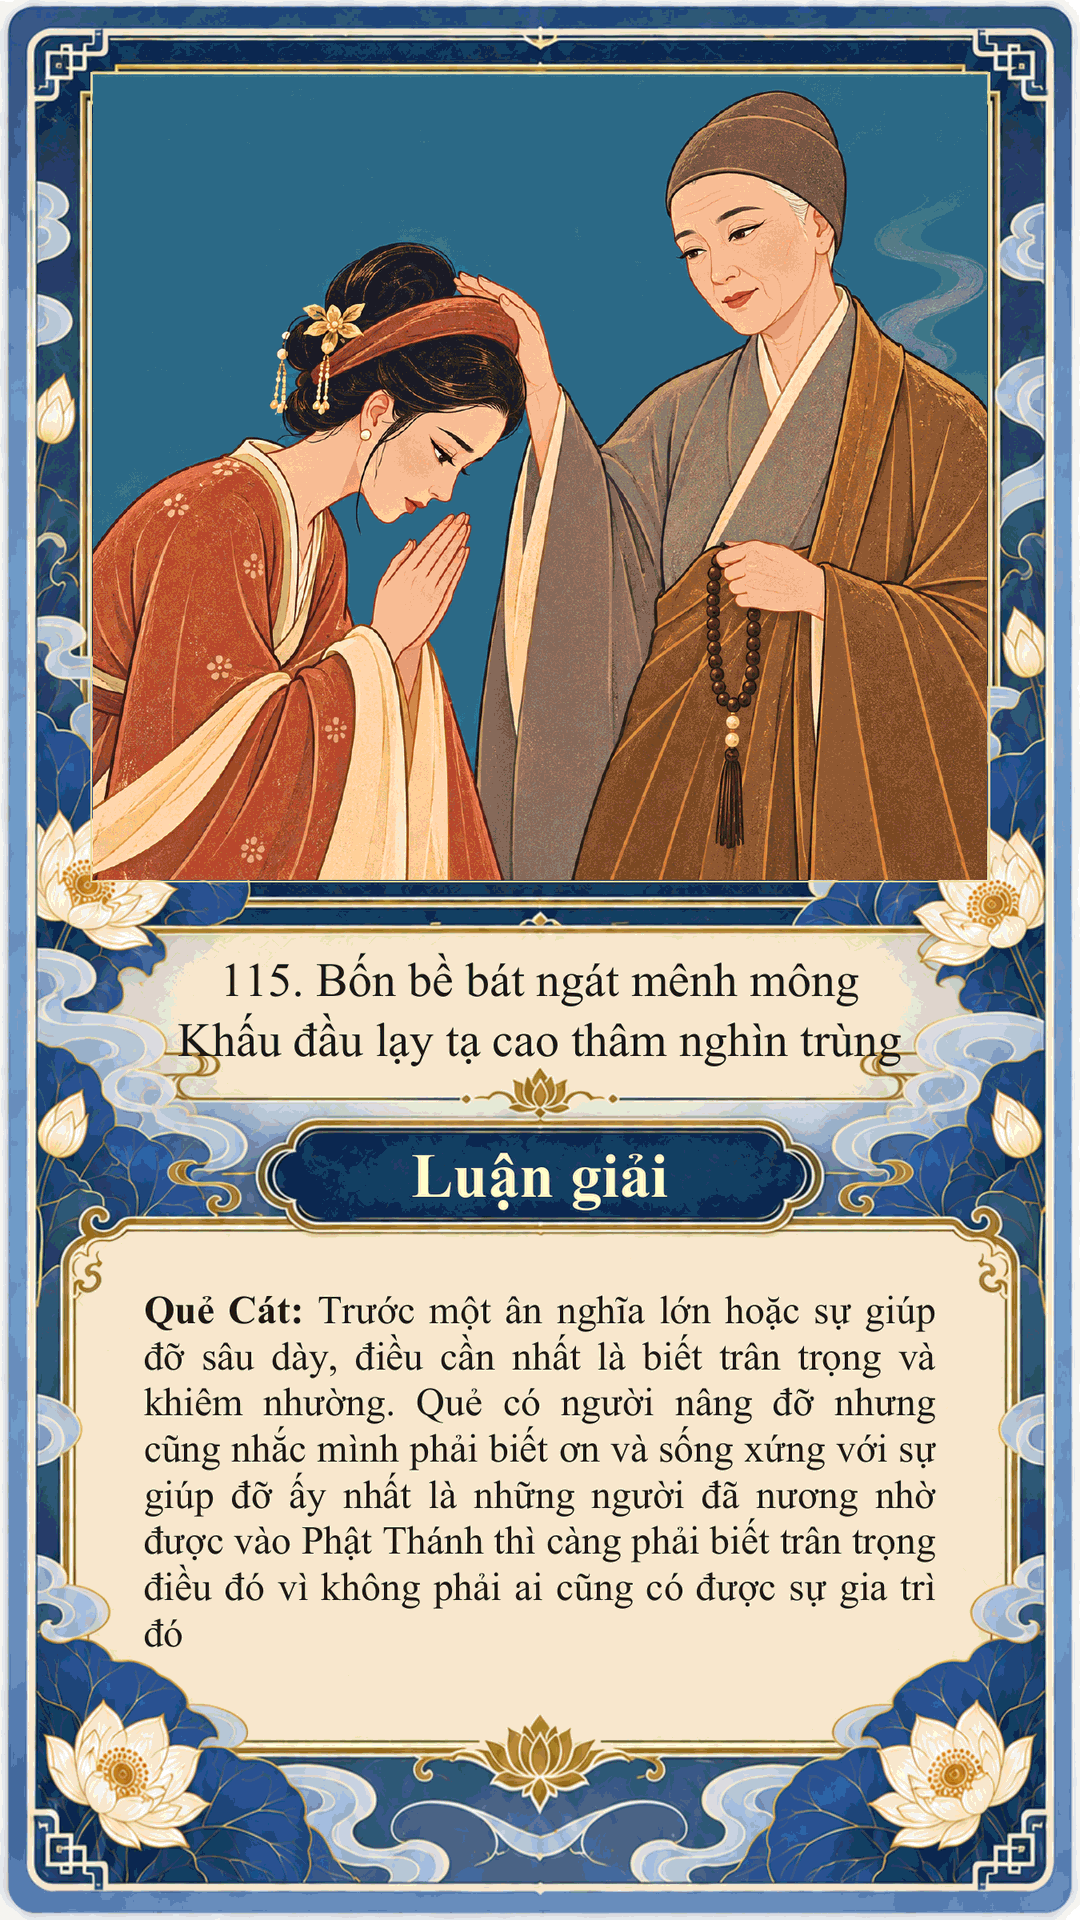 115. Bốn bề bát ngát mênh mông
Khấu đầu lạy tạ cao thâm nghìn trùng
Luận giải
Quẻ Cát: Trước một ân nghĩa lớn hoặc sự giúp
đỡ sâu dày, điều cần nhất là biết trân trọng và
khiêm nhường. Quẻ có người nâng đỡ nhưng
cũng nhắc mình phải biết ơn và sống xứng với sự
giúp đỡ ấy nhất là những người đã nương nhờ
được vào Phật Thánh thì càng phải biết trân trọng
điều đó vì không phải ai cũng có được sự gia trì
đó